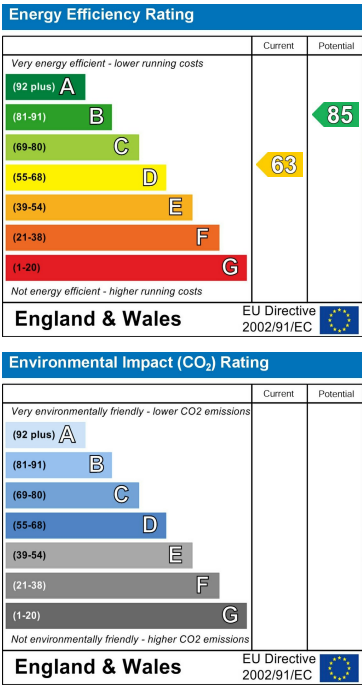 Energy Efficiency Rating
Current Potential
Very energy efficient - lower running costs
(92 plus) A
(81-91) B
85
(69-80) C
63
(55-68) D
(39-54) E
(21-38) F
(1-20) G
Not energy efficient - higher running costs
England & Wales
EU Directive
2002/91/EC
Environmental Impact (CO₂) Rating
Current Potential
Very environmentally friendly - lower CO2 emissions
(92 plus) A
(81-91) B
(69-80) C
(55-68) D
(39-54) E
(21-38) F
(1-20) G
Not environmentally friendly - higher CO2 emissions
England & Wales
EU Directive
2002/91/EC